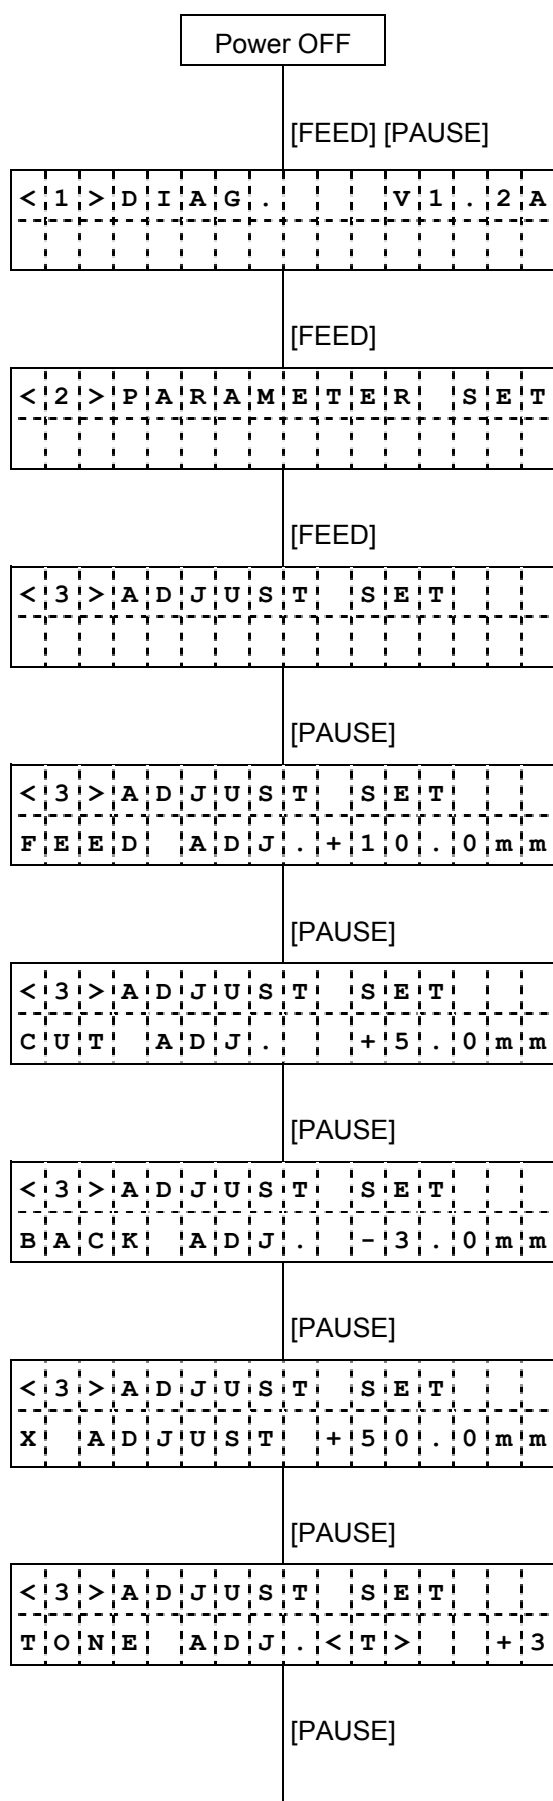 Power OFF
[FEED] [PAUSE]
<1>DIAG. V1.2A
[FEED]
<2>PARAMETER SET
[FEED]
<3>ADJUST SET
[PAUSE]
<3>ADJUST SET
FEED ADJ.+10.0mm
[PAUSE]
<3>ADJUST SET
CUT ADJ. +5.0mm
[PAUSE]
<3>ADJUST SET
BACK ADJ. -3.0mm
[PAUSE]
<3>ADJUST SET
X ADJUST +50.0mm
[PAUSE]
<3>ADJUST SET
TONE ADJ.<T> +3
[PAUSE]